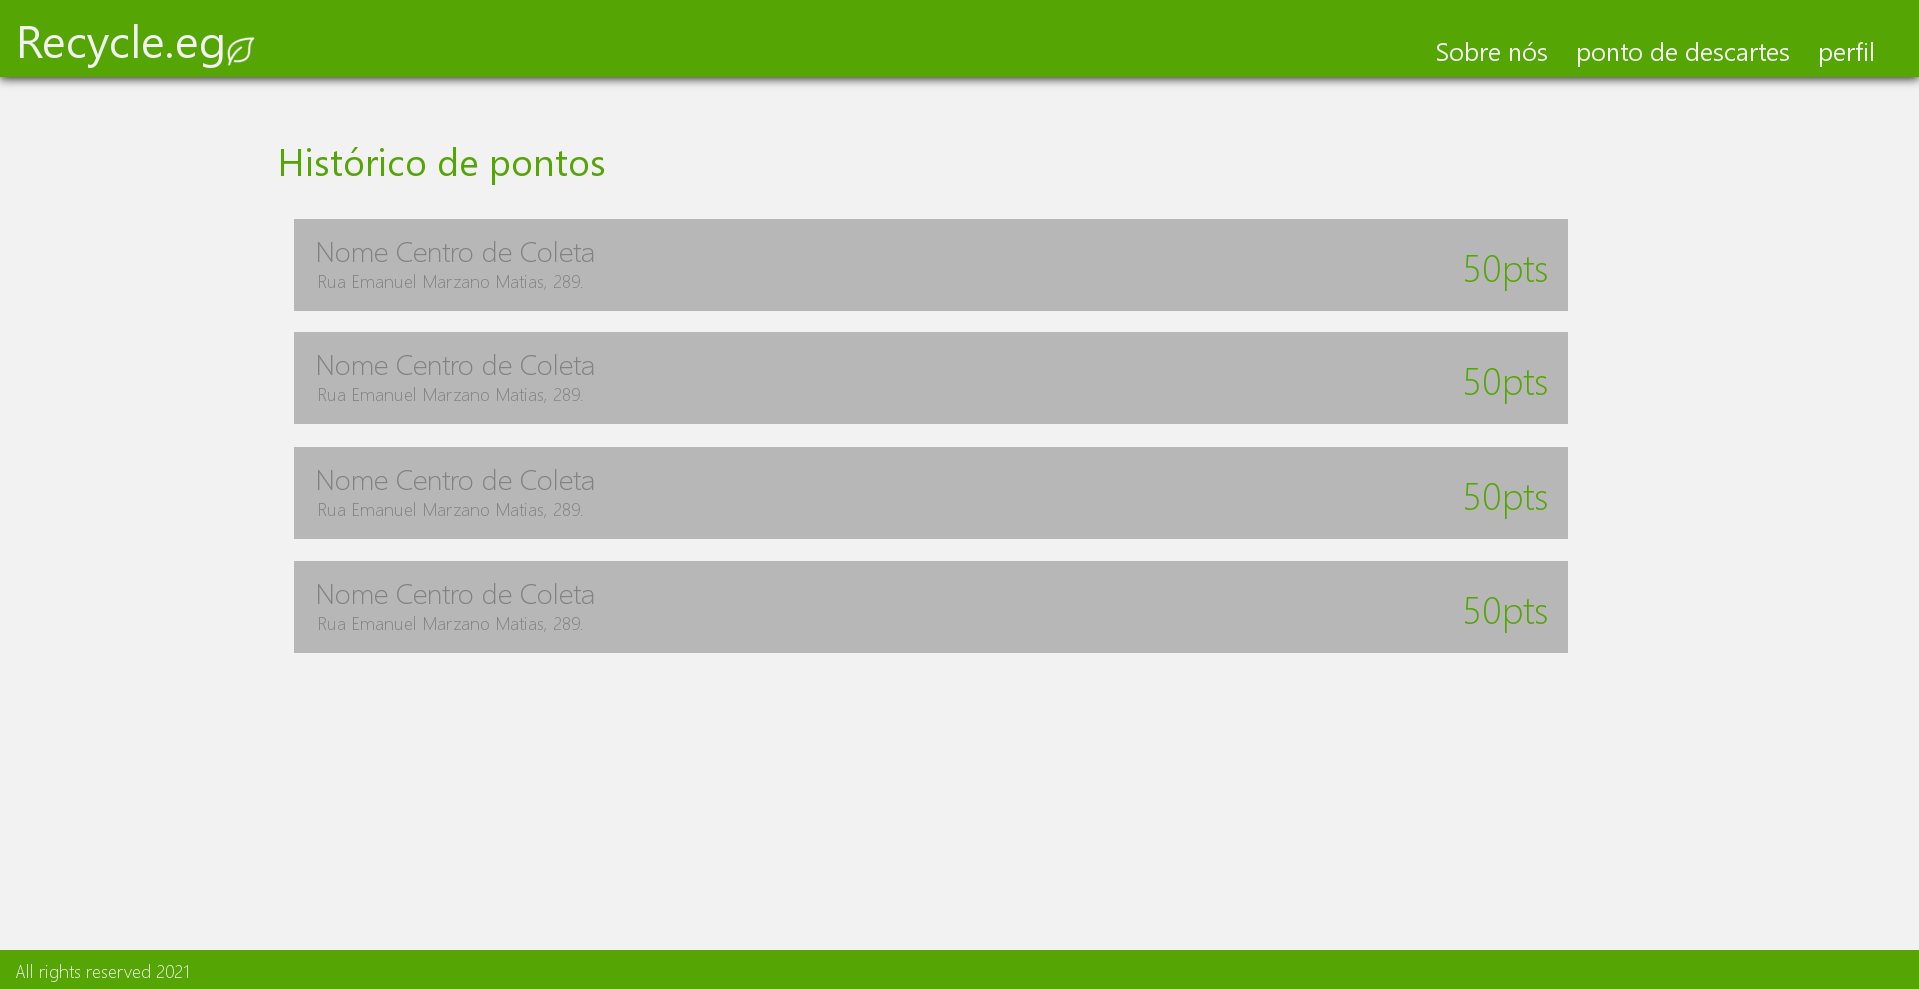 Recycle.eg
Sobre nós ponto de descartes perfil
Histórico de pontos
Nome Centro de Coleta
Rua Emanuel Marzano Matias, 289.
50pts
Nome Centro de Coleta
Rua Emanuel Marzano Matias, 289.
50pts
Nome Centro de Coleta
Rua Emanuel Marzano Matias, 289.
50pts
Nome Centro de Coleta
Rua Emanuel Marzano Matias, 289.
50pts
All rights reserved 2021